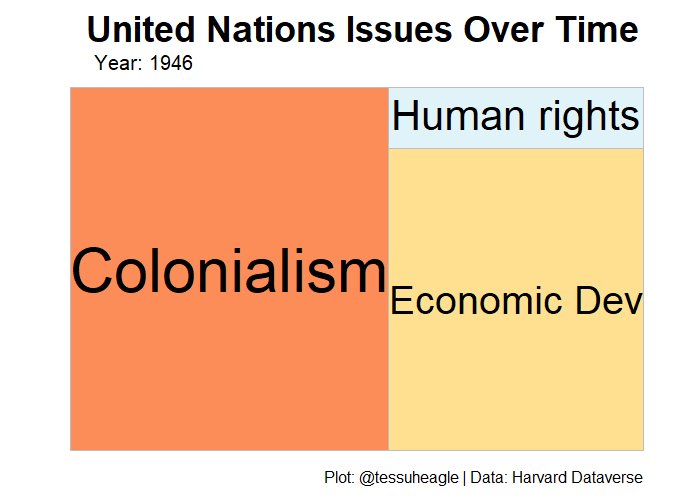 United Nations Issues Over Time
Year: 1946
Colonialism
Human rights
Economic Dev
Plot: @tessuheagle | Data: Harvard Dataverse